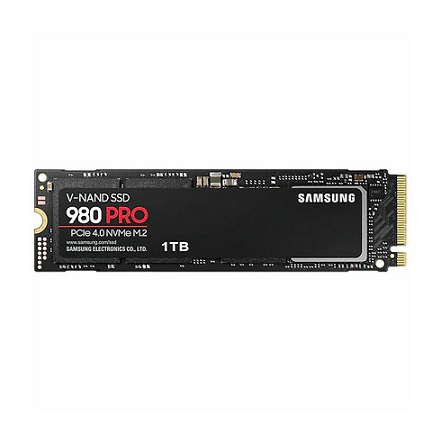 V-NAND SSD
980 PRO
PCIe 4.0 NVMe M.2
www.samsung.com/ssd
SAMSUNG ELECTRONICS CO., LTD.
SAMSUNG
1TB